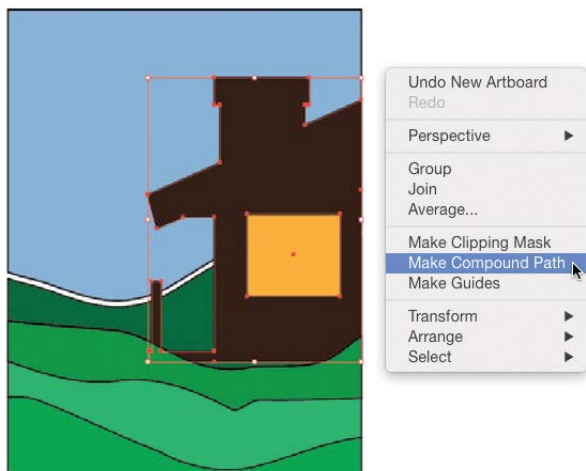 Undo New Artboard
Redo
Perspective
Group
Join
Average...
Make Clipping Mask
Make Compound Path
Make Guides
Transform
Arrange
Select